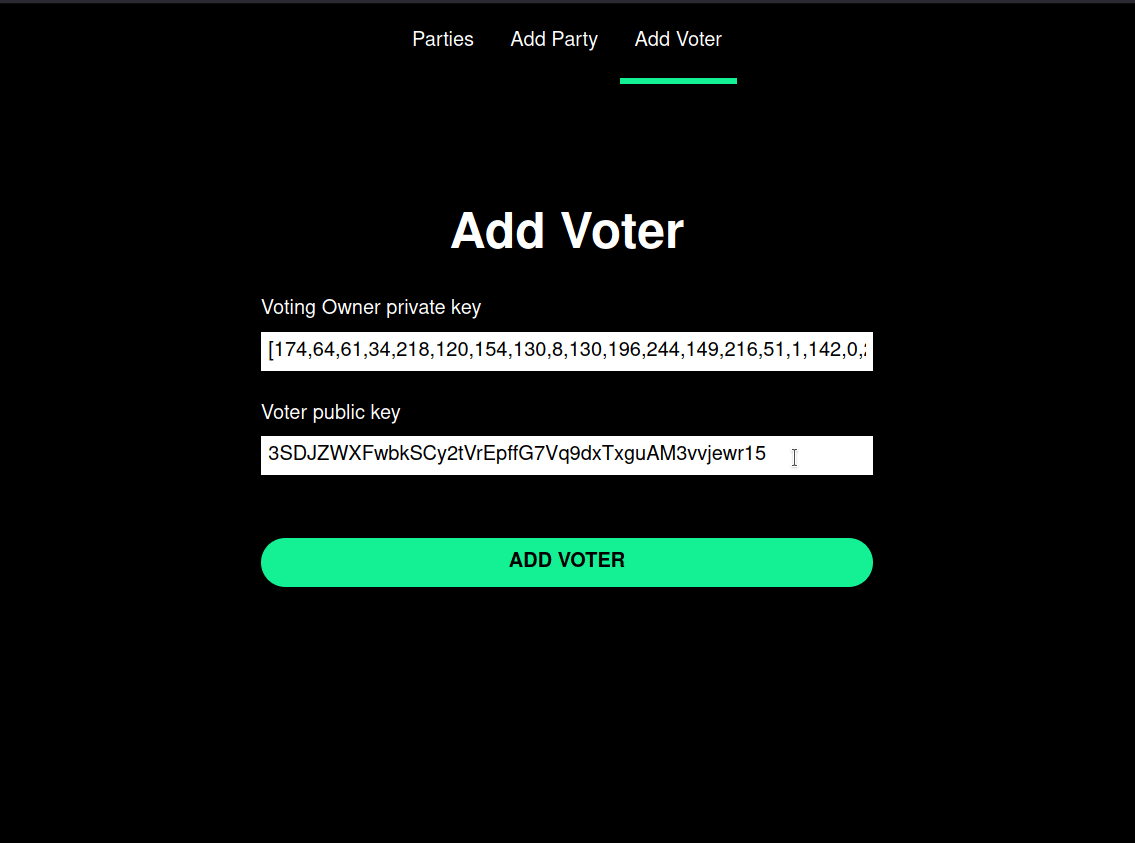 Parties Add Party Add Voter
Add Voter
Voting Owner private key
[174,64,61,34,218,120,154,130,8,130,196,244,149,216,51,1,142,0,
Voter public key
3SDJZWXFwbkSCy2tVrEpffG7Vq9dxTxguAM3vvjewr15
ADD VOTER